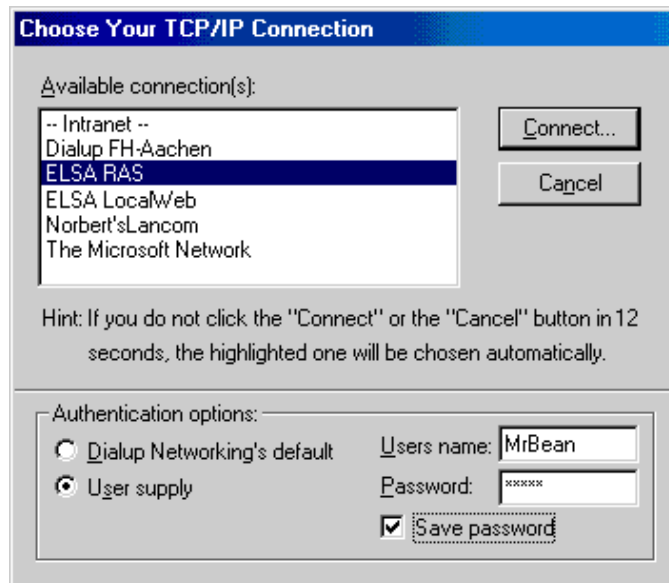 Choose Your TCP/IP Connection
Available connection(s):
-- Intranet --
Dialup FH-Aachen
ELSA RAS
ELSA LocalWeb
Norbert'sLancom
The Microsoft Network
Connect...
Cancel
Hint: If you do not click the "Connect" or the "Cancel" button in 12
seconds, the highlighted one will be chosen automatically.
Authentication options:
Dialup Networking's default
User supply
Users name: MrBean
Password: *****
Save password